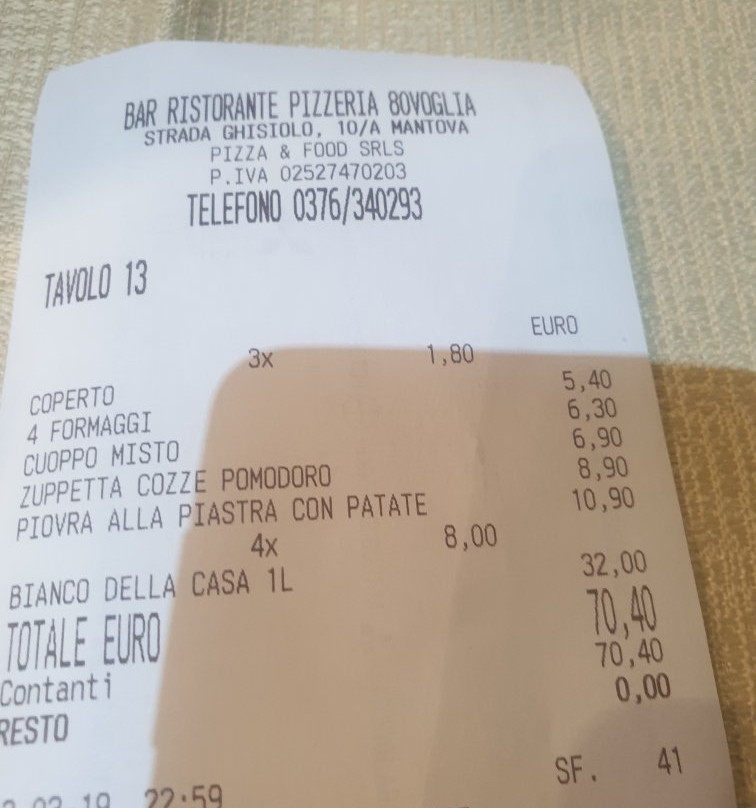 BAR RISTORANTE PIZZERIA 80VOGLIA
STRADA GHISIOLO, 10/A MANTOVA
PIZZA & FOOD SRLS
P.IVA 02527470203
TELEFONO 0376/340293
TAVOLO 13
EURO
3x 1,80
COPERTO 5,40
4 FORMAGGI 6,30
CUOPPO MISTO 6,90
ZUPPETTA COZZE POMODORO 8,90
PIOVRA ALLA PIASTRA CON PATATE 10,90
4x 8,00
BIANCO DELLA CASA 1L 32,00
TOTALE EURO 70,40
Contanti 70,40
RESTO 0,00
SF. 41
22:59